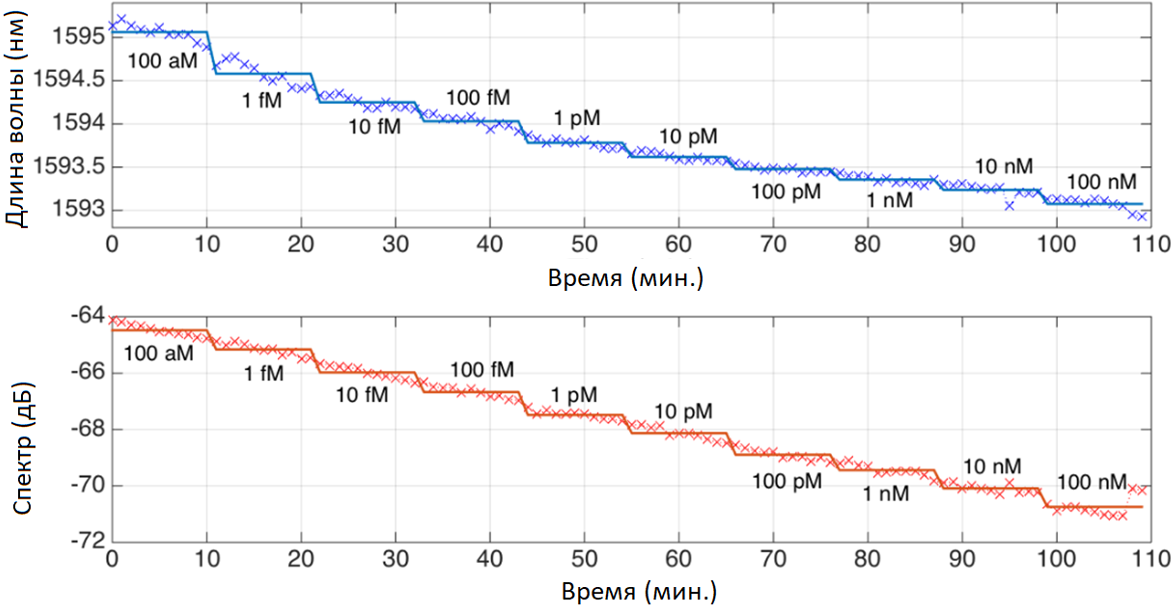 Длина волны (нм)
1595
1594.5
1594
1593.5
1593
100 aM
1 fM
10 fM
100 fM
1 pM
10 pM
100 pM
1 nM
10 nM
100 nM
0 10 20 30 40 50 60 70 80 90 100 110
Время (мин.)
Спектр (дБ)
-64
-66
-68
-70
-72
100 aM
1 fM
10 fM
100 fM
1 pM
10 pM
100 pM
1 nM
10 nM
100 nM
0 10 20 30 40 50 60 70 80 90 100 110
Время (мин.)